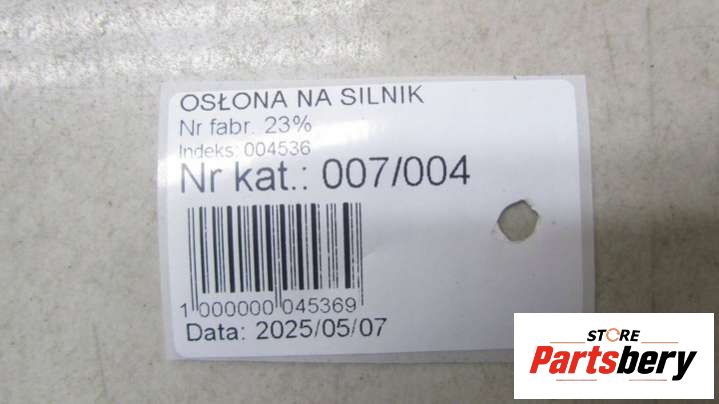 OSŁONA NA SILNIK
Nr fabr. 23%
Indeks: 004536
Nr kat.: 007/004
1 000000 045369
Data: 2025/05/07
STORE
Partsbery